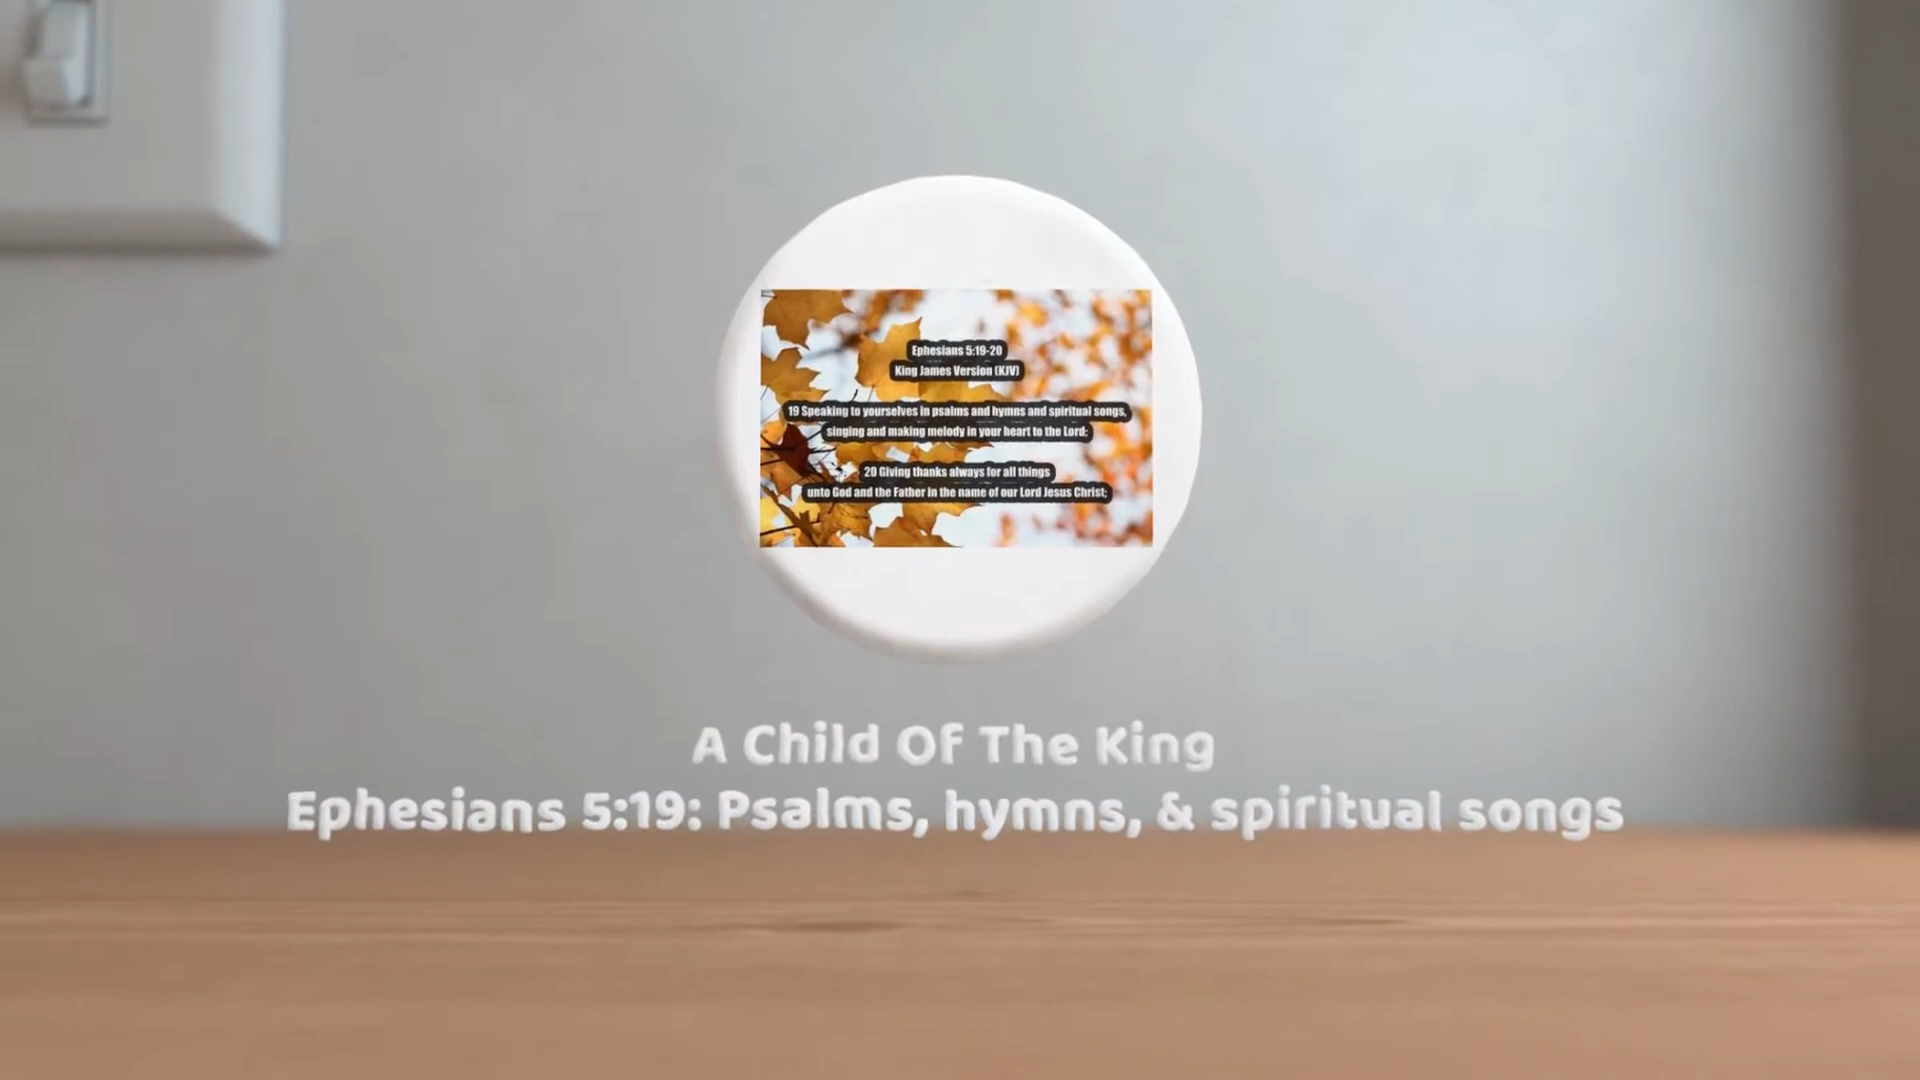 Ephesians 5:19-20
King James Version (KJV)
19 Speaking to yourselves in psalms and hymns and spiritual songs,
singing and making melody in your heart to the Lord;
20 Giving thanks always for all things
unto God and the Father in the name of our Lord Jesus Christ;
A Child Of The King
Ephesians 5:19: Psalms, hymns, & spiritual songs